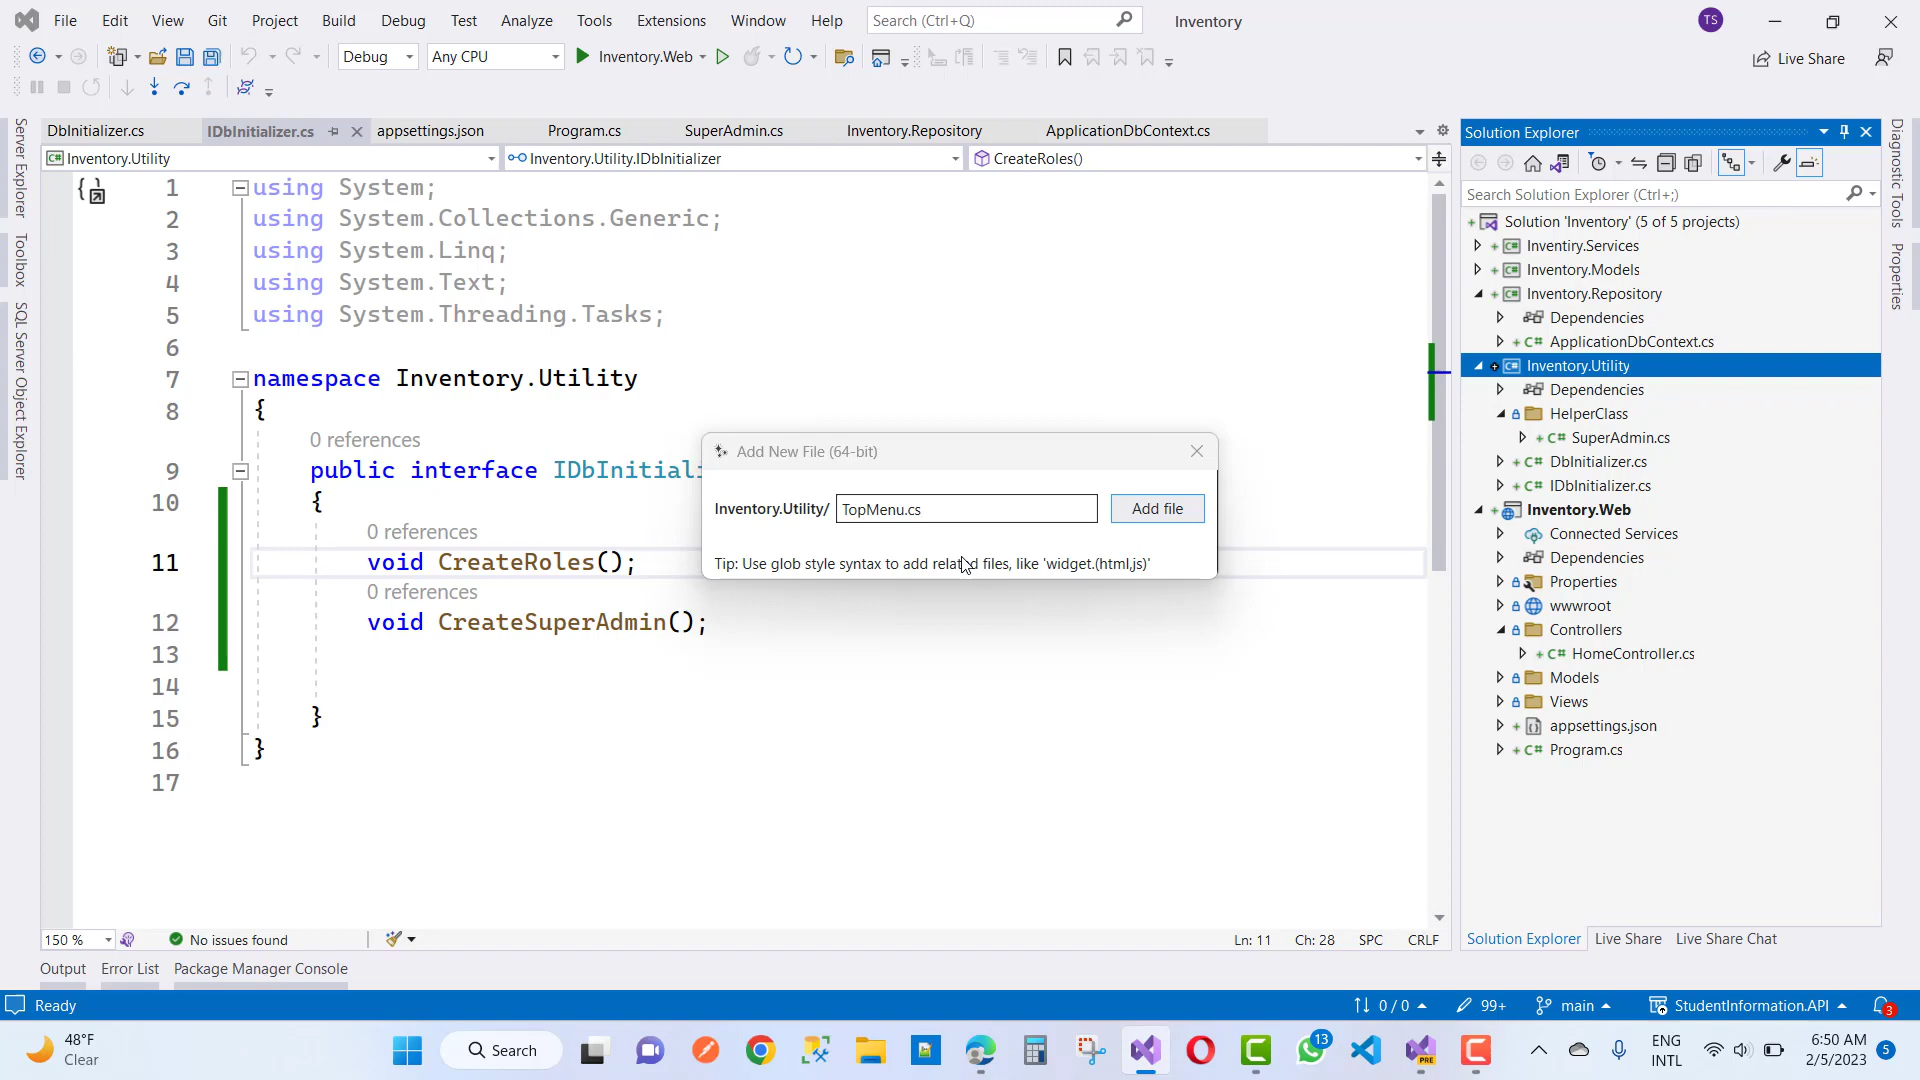 File Edit View Git Project Build Debug Test Analyze Tools Extensions Window Help Search (Ctrl+Q) Inventory TS
Debug Any CPU Inventory.Web Live Share
DbInitializer.cs IDbInitializer.cs appsettings.json Program.cs SuperAdmin.cs Inventory.Repository ApplicationDbContext.cs
Inventory.Utility Inventory.Utility.IDbInitializer CreateRoles()
Server Explorer
Toolbox
SQL Server Object Explorer
1 using System;
2 using System.Collections.Generic;
3 using System.Linq;
4 using System.Text;
5 using System.Threading.Tasks;
6
7 namespace Inventory.Utility
8 {
0 references
9 public interface IDbInitiali
10 {
0 references
11 void CreateRoles();
0 references
12 void CreateSuperAdmin();
13
14
15 }
16 }
17
Add New File (64-bit)
Inventory.Utility/ TopMenu.cs Add file
Tip: Use glob style syntax to add related files, like 'widget.(html,js)'
Solution Explorer
Search Solution Explorer (Ctrl+;)
Solution 'Inventory' (5 of 5 projects)
Inventiry.Services
Inventory.Models
Inventory.Repository
Dependencies
ApplicationDbContext.cs
Inventory.Utility
Dependencies
HelperClass
SuperAdmin.cs
DbInitializer.cs
IDbInitializer.cs
Inventory.Web
Connected Services
Dependencies
Properties
wwwroot
Controllers
HomeController.cs
Models
Views
appsettings.json
Program.cs
Diagnostic Tools
Properties
150 % No issues found Ln: 11 Ch: 28 SPC CRLF
Solution Explorer Live Share Live Share Chat
Output Error List Package Manager Console
Ready 0 / 0 99+ main StudentInformation.API 3
48°F
Clear
Search 13 PRE
ENG
INTL
6:50 AM
2/5/2023
5